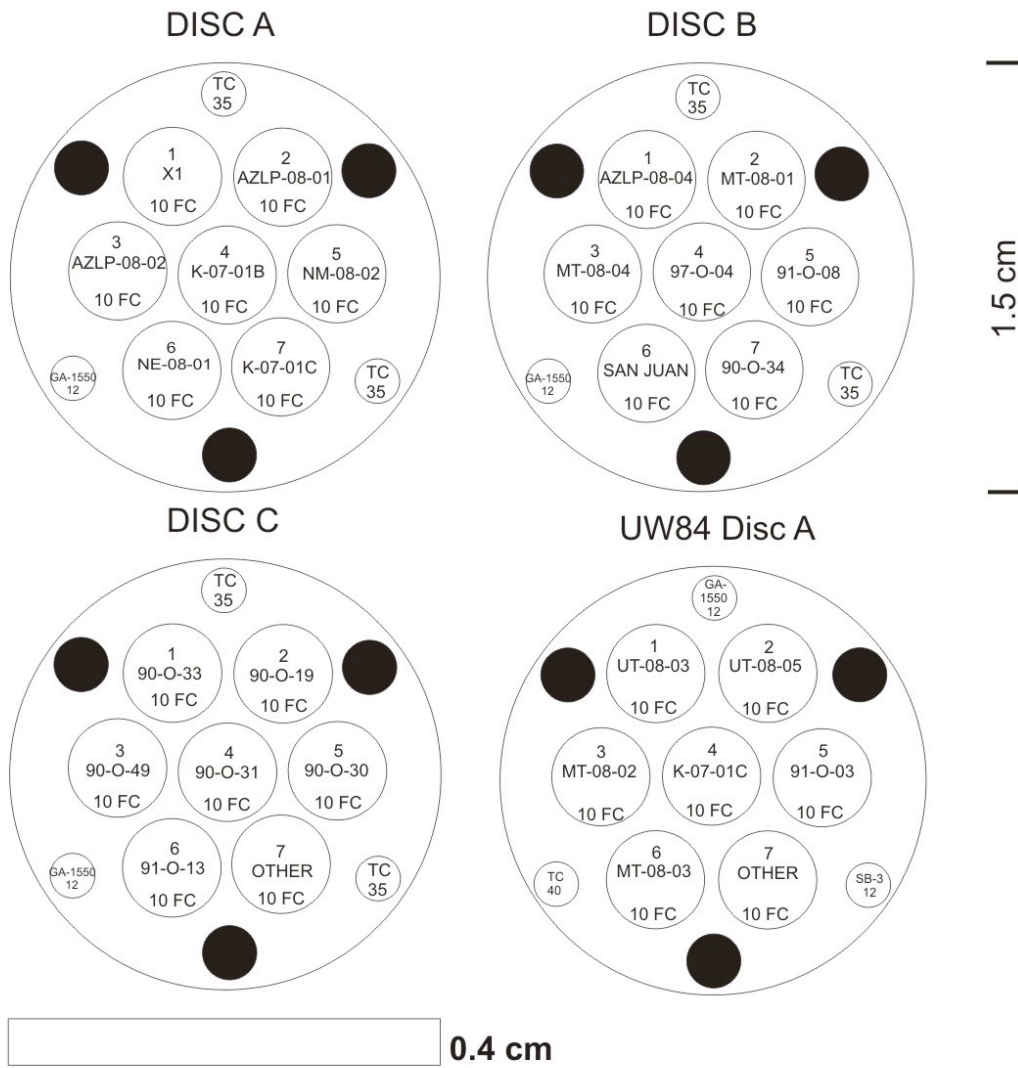 DISC A
TC
35
1
X1
10 FC
2
AZLP-08-01
10 FC
3
AZLP-08-02
10 FC
4
K-07-01B
10 FC
5
NM-08-02
10 FC
6
NE-08-01
10 FC
7
K-07-01C
10 FC
GA-1550
12
TC
35
DISC B
TC
35
1
AZLP-08-04
10 FC
2
MT-08-01
10 FC
3
MT-08-04
10 FC
4
97-O-04
10 FC
5
91-O-08
10 FC
6
SAN JUAN
10 FC
7
90-O-34
10 FC
GA-1550
12
TC
35
1.5 cm
DISC C
TC
35
1
90-O-33
10 FC
2
90-O-19
10 FC
3
90-O-49
10 FC
4
90-O-31
10 FC
5
90-O-30
10 FC
6
91-O-13
10 FC
7
OTHER
10 FC
GA-1550
12
TC
35
UW84 Disc A
GA-
1550
12
1
UT-08-03
10 FC
2
UT-08-05
10 FC
3
MT-08-02
10 FC
4
K-07-01C
10 FC
5
91-O-03
10 FC
6
MT-08-03
10 FC
7
OTHER
10 FC
TC
40
SB-3
12
0.4 cm